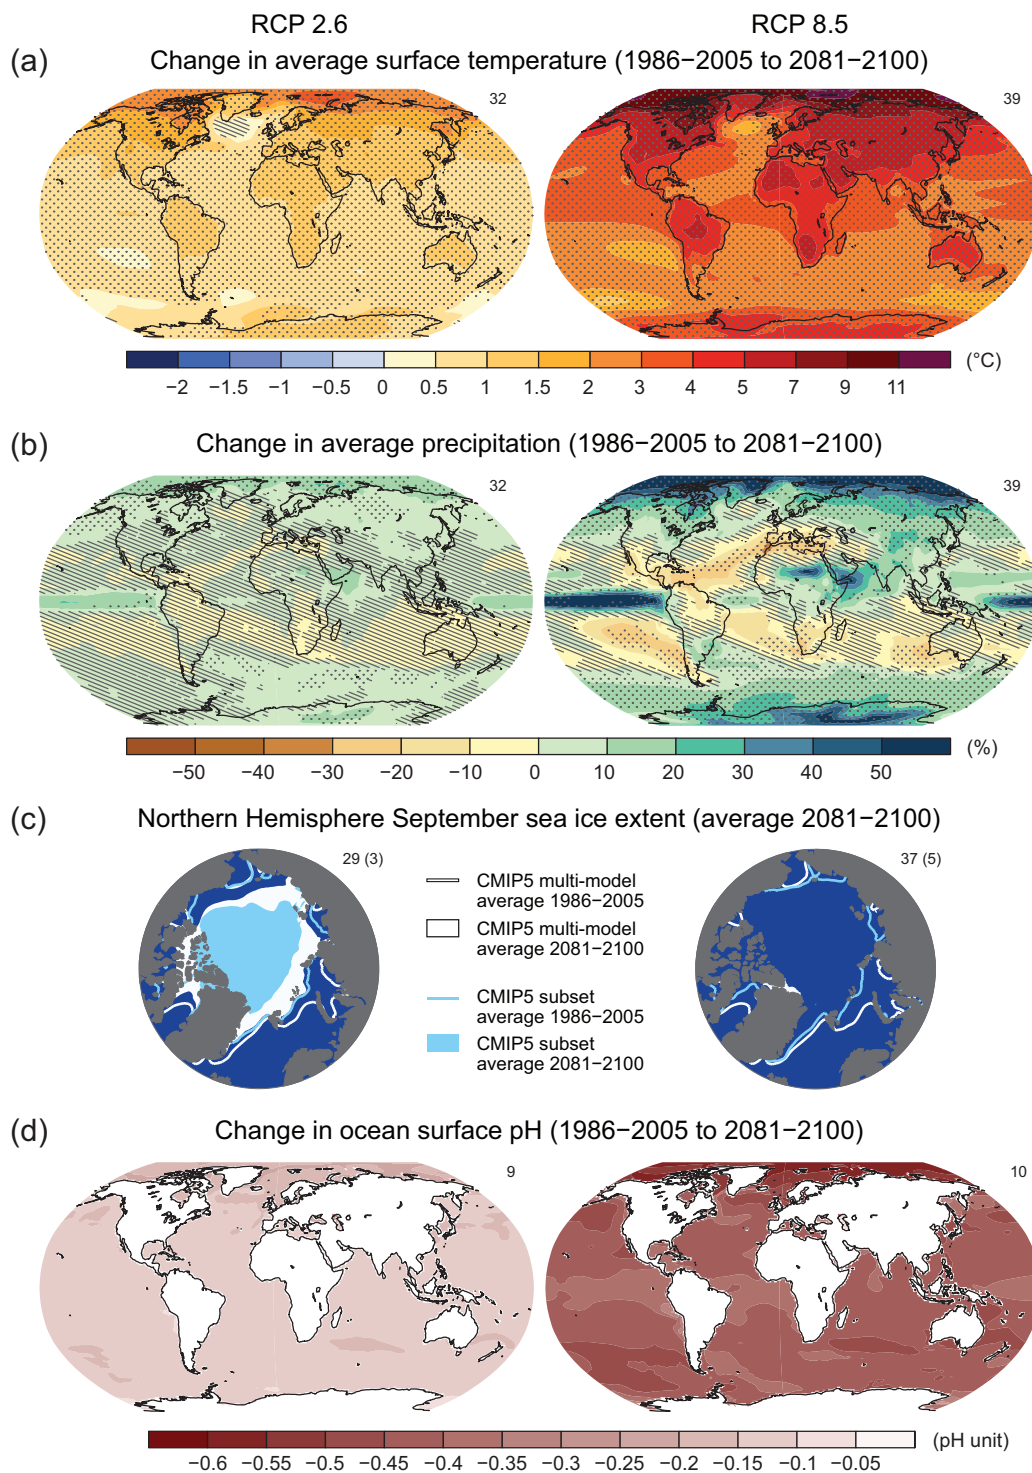 RCP 2.6 RCP 8.5
(a) Change in average surface temperature (1986−2005 to 2081−2100)
32 39
−2 −1.5 −1 −0.5 0 0.5 1 1.5 2 3 4 5 7 9 11 (°C)
(b) Change in average precipitation (1986−2005 to 2081−2100)
32 39
−50 −40 −30 −20 −10 0 10 20 30 40 50 (%)
(c) Northern Hemisphere September sea ice extent (average 2081−2100)
29 (3) 37 (5)
CMIP5 multi-model
average 1986−2005
CMIP5 multi-model
average 2081−2100
CMIP5 subset
average 1986−2005
CMIP5 subset
average 2081−2100
(d) Change in ocean surface pH (1986−2005 to 2081−2100)
9 10
−0.6 −0.55 −0.5 −0.45 −0.4 −0.35 −0.3 −0.25 −0.2 −0.15 −0.1 −0.05 (pH unit)